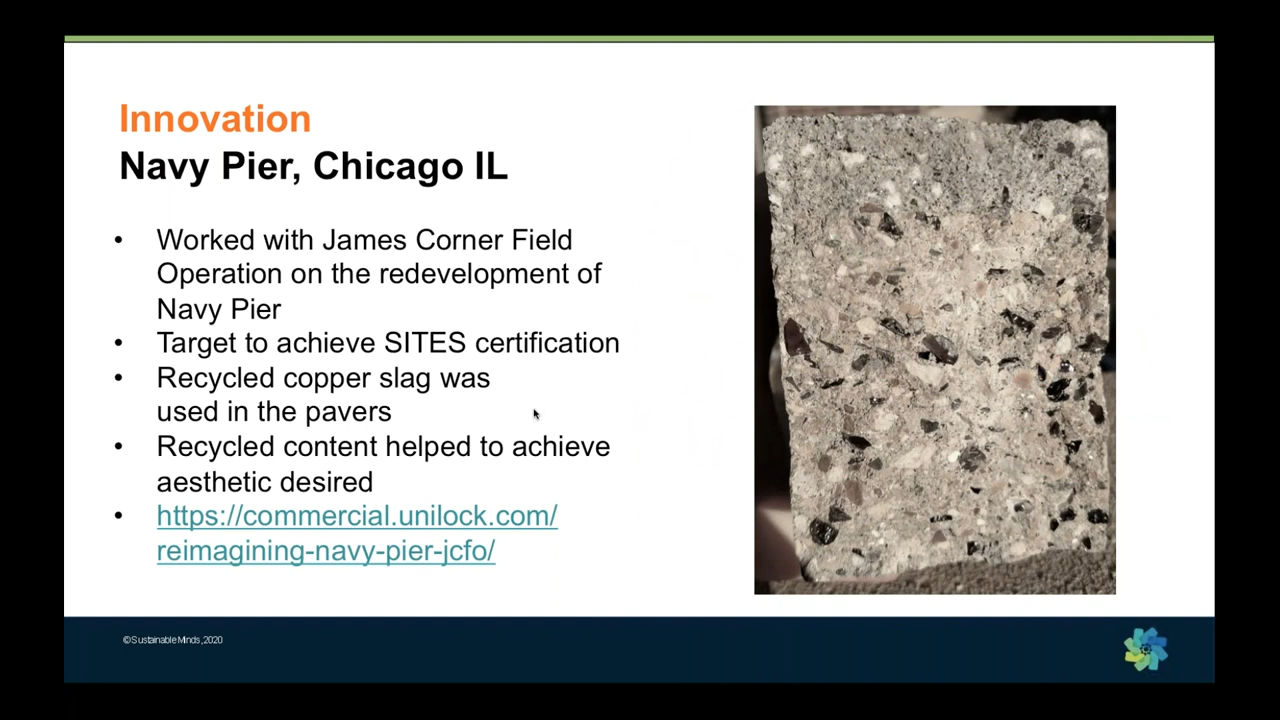 Innovation
Navy Pier, Chicago IL
• Worked with James Corner Field
Operation on the redevelopment of
Navy Pier
• Target to achieve SITES certification
• Recycled copper slag was
used in the pavers
• Recycled content helped to achieve
aesthetic desired
• https://commercial.unilock.com/
reimagining-navy-pier-jcfo/
©Sustainable Minds, 2020